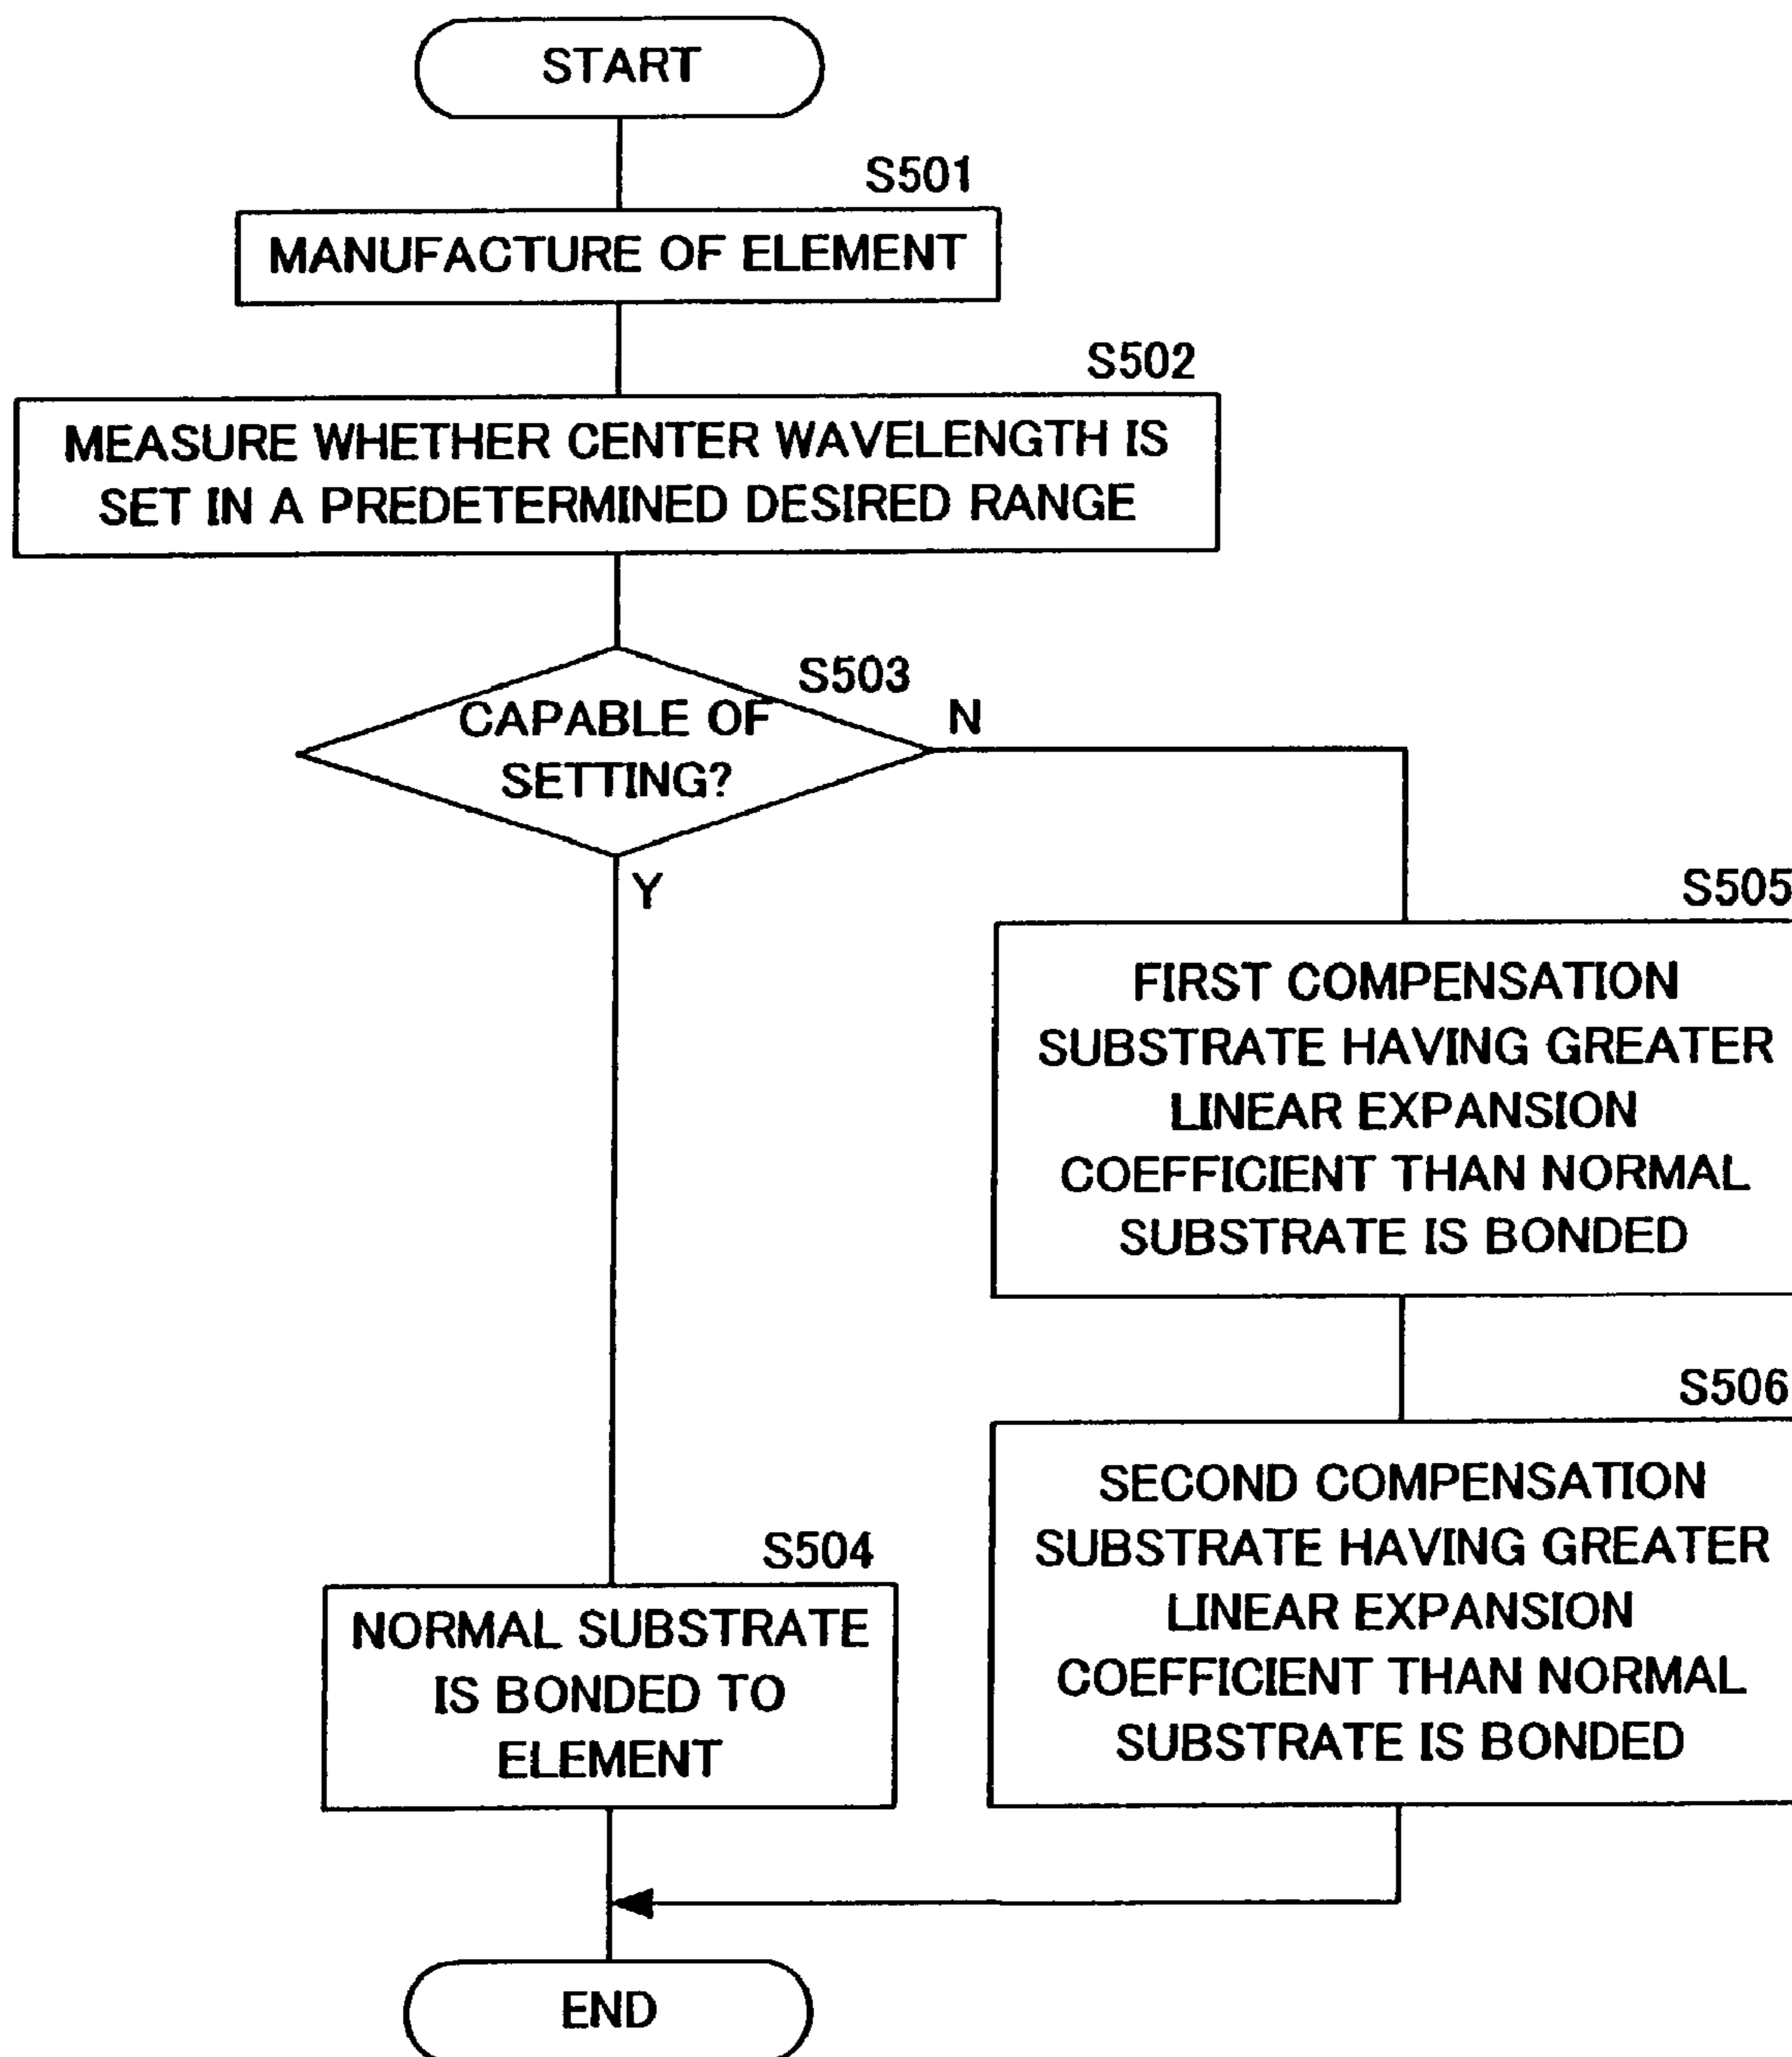 START
S501
MANUFACTURE OF ELEMENT
S502
MEASURE WHETHER CENTER WAVELENGTH IS
SET IN A PREDETERMINED DESIRED RANGE
S503
CAPABLE OF
SETTING?
N
Y
S505
FIRST COMPENSATION
SUBSTRATE HAVING GREATER
LINEAR EXPANSION
COEFFICIENT THAN NORMAL
SUBSTRATE IS BONDED
S506
SECOND COMPENSATION
SUBSTRATE HAVING GREATER
LINEAR EXPANSION
COEFFICIENT THAN NORMAL
SUBSTRATE IS BONDED
S504
NORMAL SUBSTRATE
IS BONDED TO
ELEMENT
END